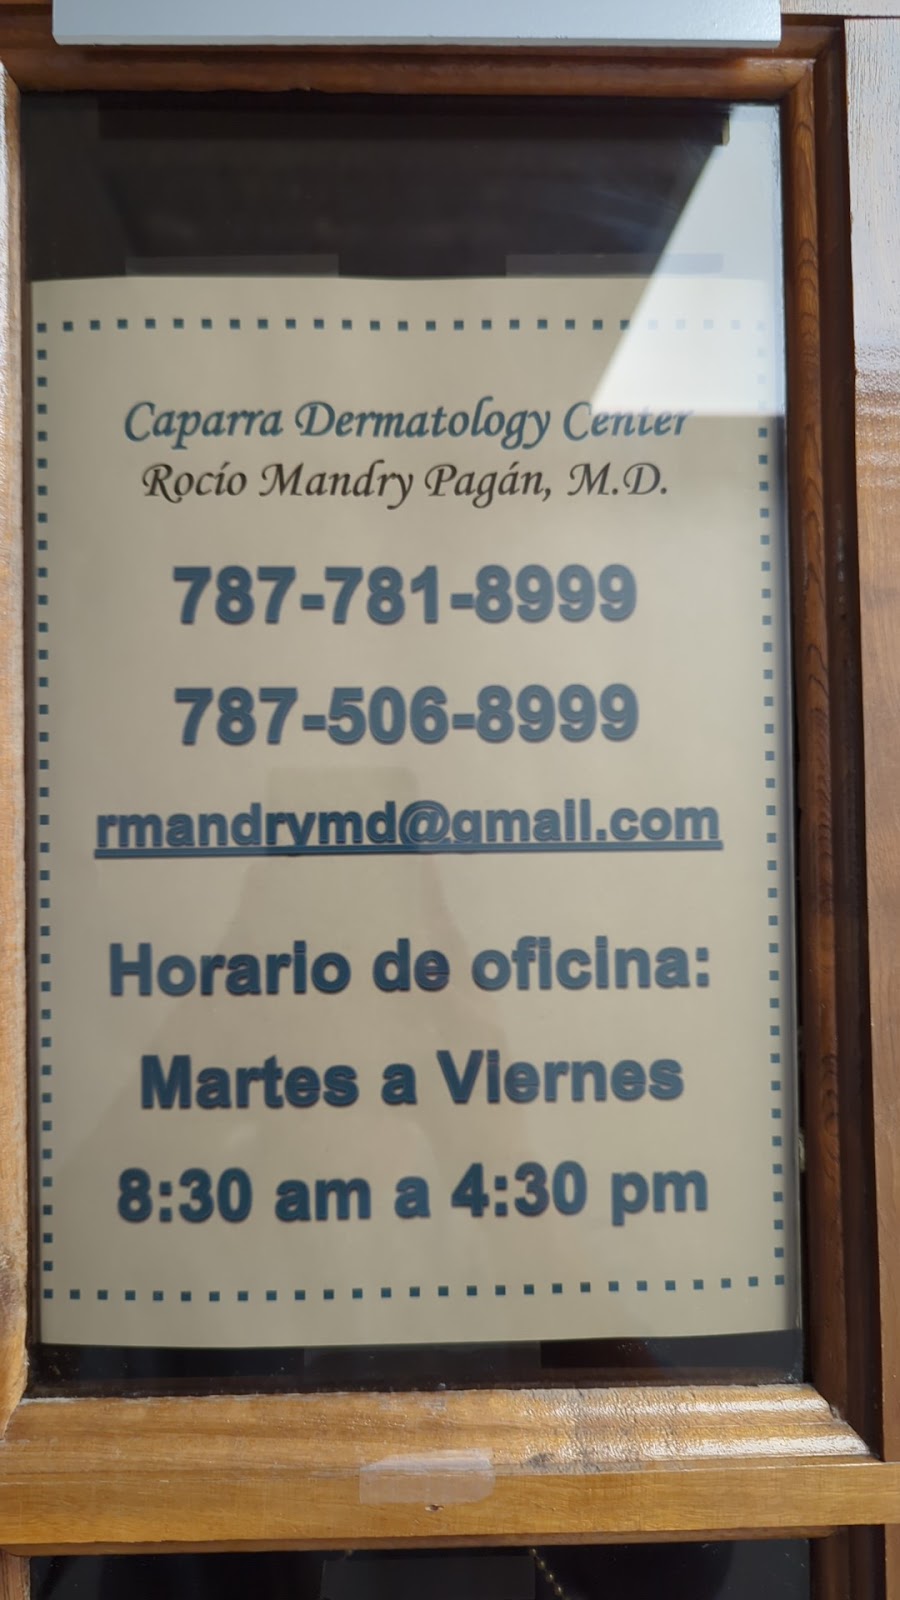 Caparra Dermatology Center
Rocío Mandry Pagán, M.D.
787-781-8999
787-506-8999
rmandrymd@gmail.com
Horario de oficina:
Martes a Viernes
8:30 am a 4:30 pm